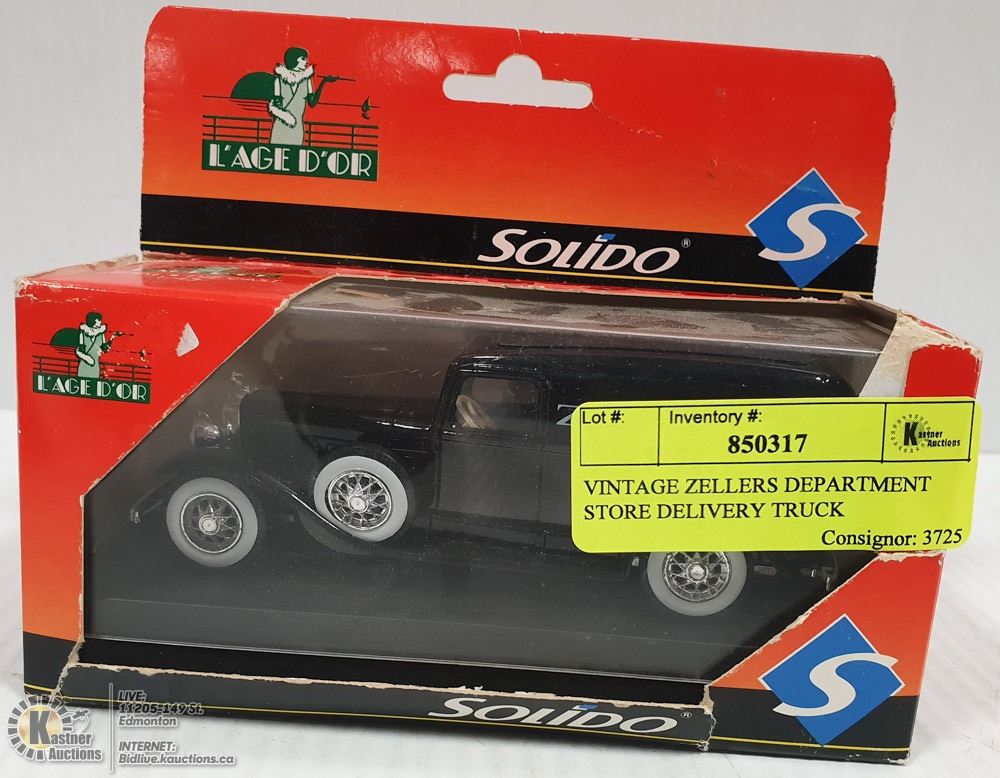 L'AGE D'OR
SOLIDO®
S
L'AGE D'OR
Z
Lot #:
Inventory #:
850317
Kastner
Auctions
VINTAGE ZELLERS DEPARTMENT
STORE DELIVERY TRUCK
Consignor: 3725
S
SOLIDO®
Kastner
Auctions
LIVE:
11205-149 St.
Edmonton
INTERNET:
Bidlive.kauctions.ca